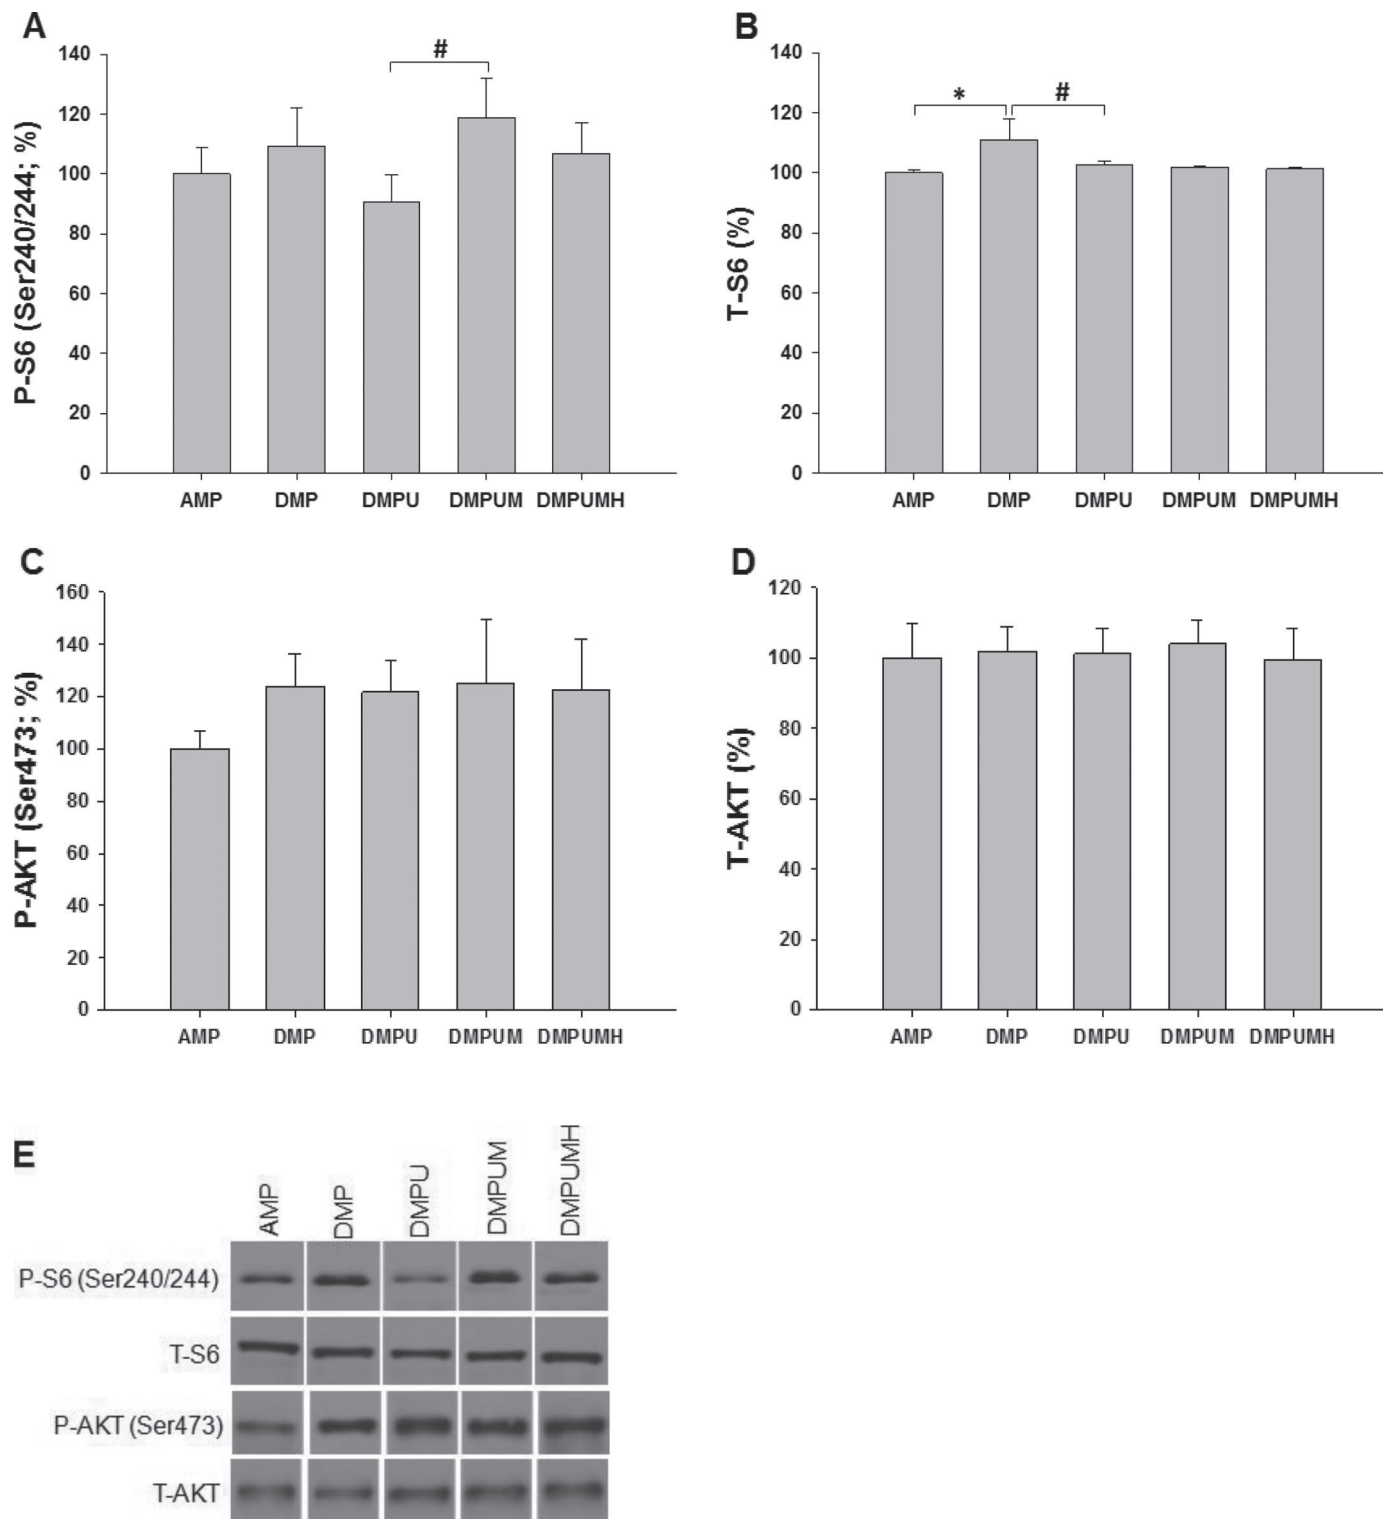 A
P-S6 (Ser240/244; %)
140
120
100
80
60
40
20
0
#
AMP DMP DMPU DMPUM DMPUMH
B
T-S6 (%)
140
120
100
80
60
40
20
0
* #
AMP DMP DMPU DMPUM DMPUMH
C
P-AKT (Ser473; %)
160
140
120
100
80
60
40
20
0
AMP DMP DMPU DMPUM DMPUMH
D
T-AKT (%)
120
100
80
60
40
20
0
AMP DMP DMPU DMPUM DMPUMH
E
AMP DMP DMPU DMPUM DMPUMH
P-S6 (Ser240/244)
T-S6
P-AKT (Ser473)
T-AKT